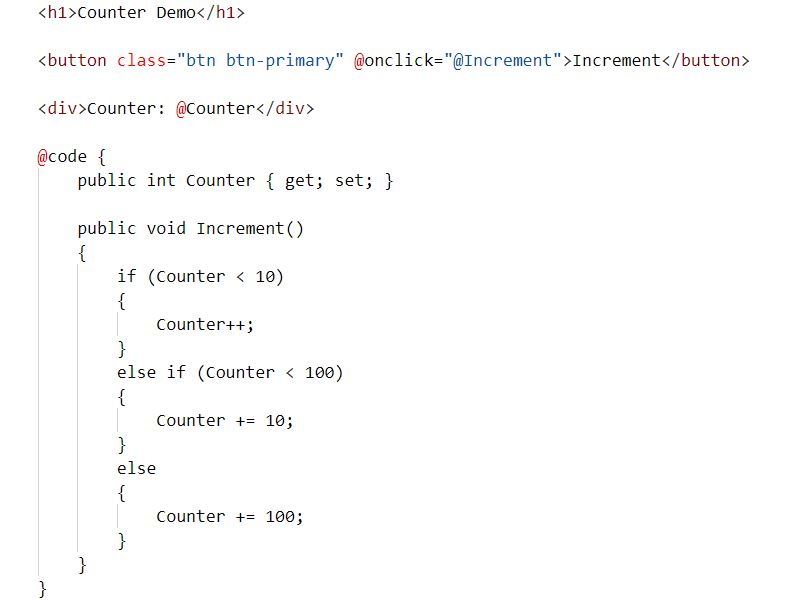 <h1>Counter Demo</h1>
<button class="btn btn-primary" @onclick="@Increment">Increment</button>
<div>Counter: @Counter</div>
@code {
    public int Counter { get; set; }
    public void Increment()
    {
        if (Counter < 10)
        {
            Counter++;
        }
        else if (Counter < 100)
        {
            Counter += 10;
        }
        else
        {
            Counter += 100;
        }
    }
}